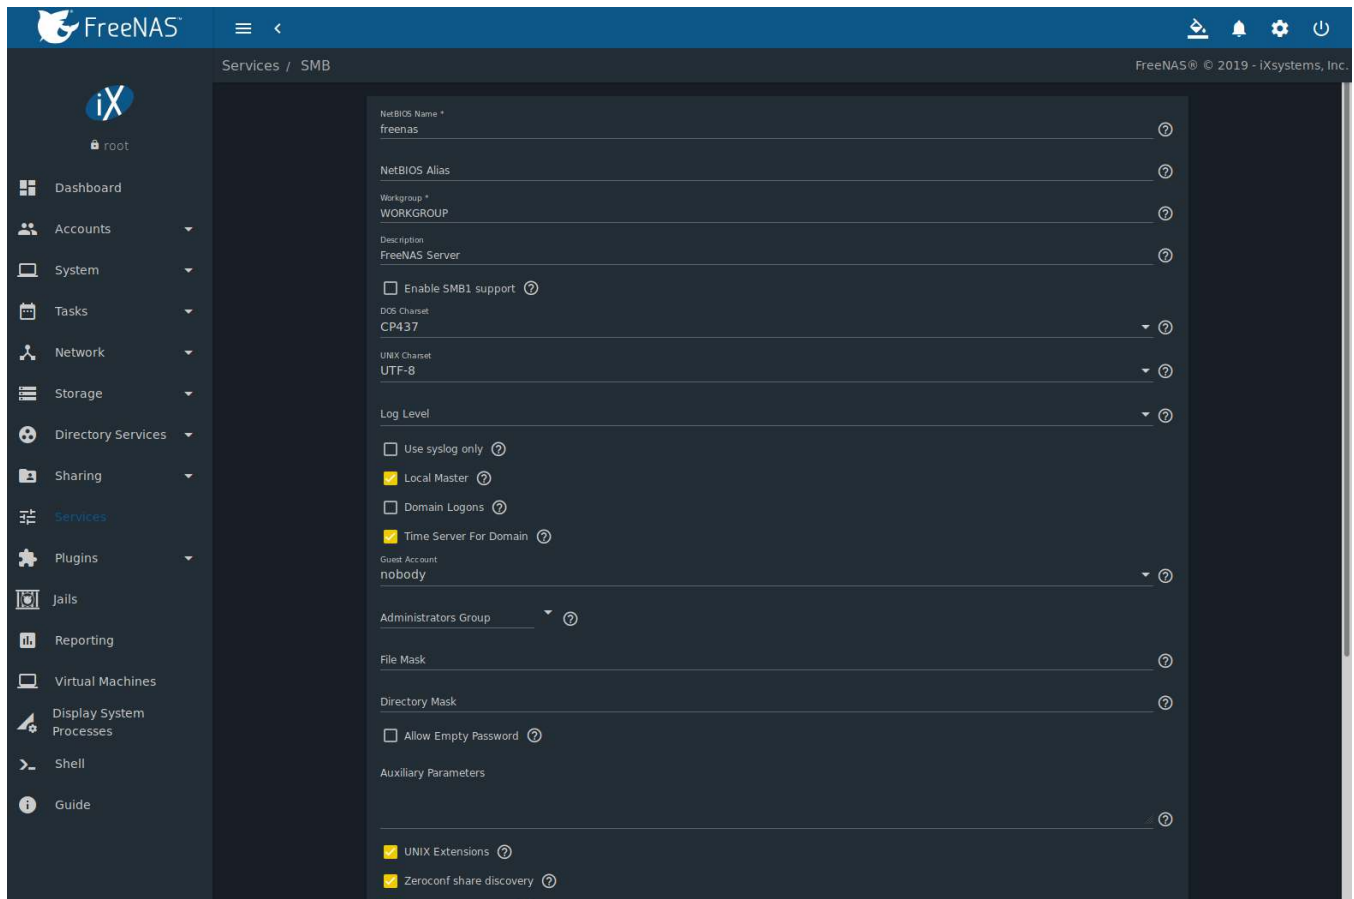 FreeNAS™
Services / SMB
FreeNAS® © 2019 - iXsystems, Inc.
iX
root
Dashboard
Accounts
System
Tasks
Network
Storage
Directory Services
Sharing
Services
Plugins
Jails
Reporting
Virtual Machines
Display System
Processes
Shell
Guide
NetBIOS Name *
freenas
NetBIOS Alias
Workgroup *
WORKGROUP
Description
FreeNAS Server
Enable SMB1 support
DOS Charset
CP437
UNIX Charset
UTF-8
Log Level
Use syslog only
Local Master
Domain Logons
Time Server For Domain
Guest Account
nobody
Administrators Group
File Mask
Directory Mask
Allow Empty Password
Auxiliary Parameters
UNIX Extensions
Zeroconf share discovery